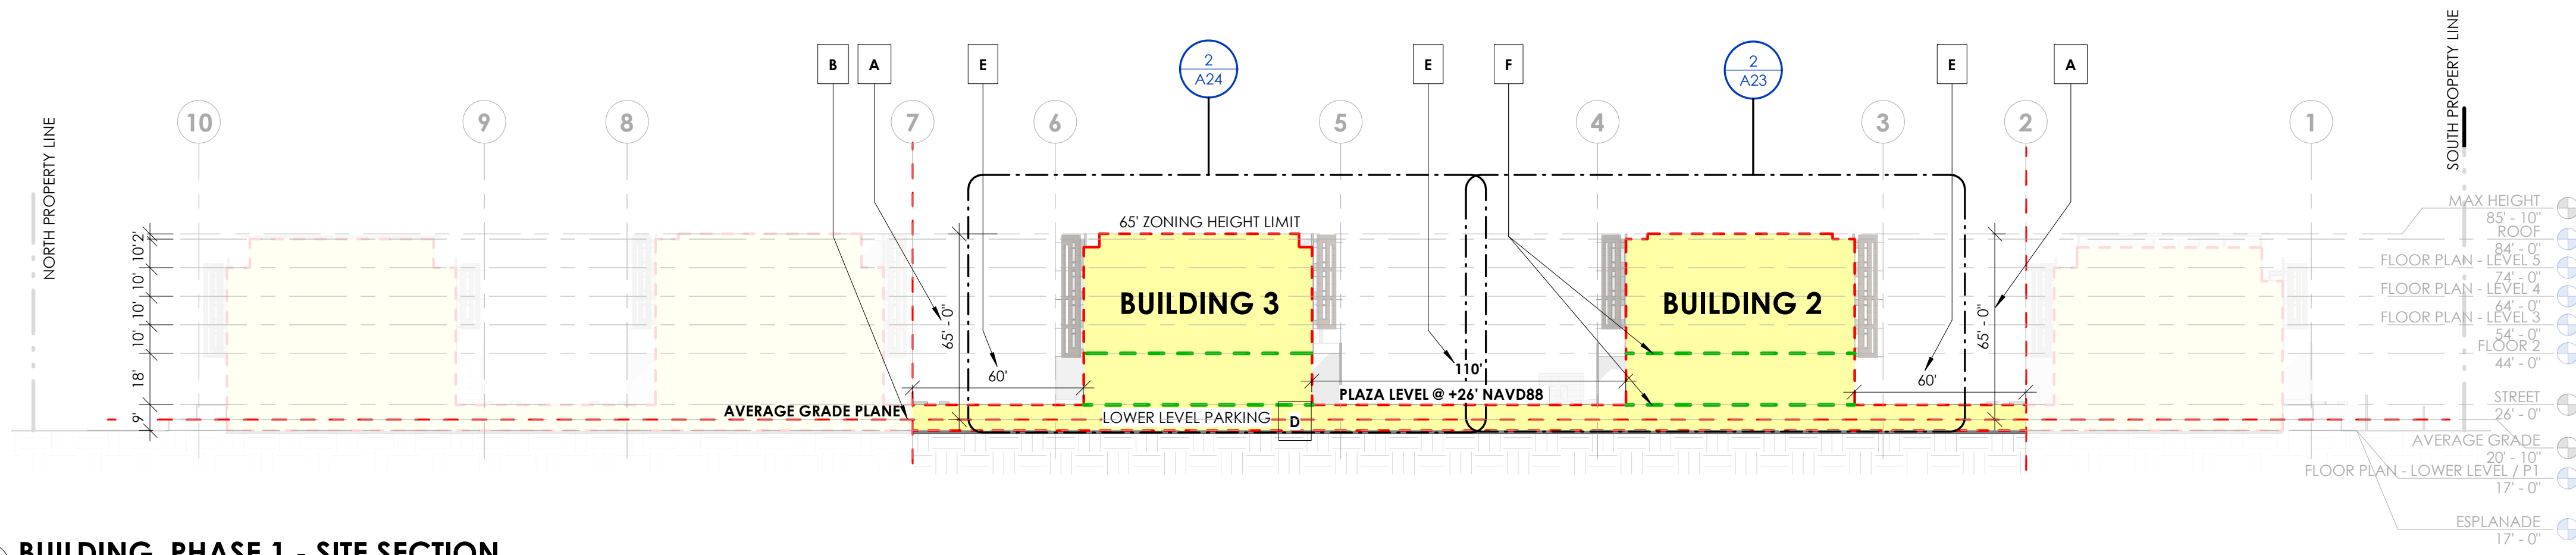 NORTH PROPERTY LINE
SOUTH PROPERTY LINE
B
A
E
2
A24
E
F
2
A23
E
A
10
9
8
7
6
5
4
3
2
1
65' ZONING HEIGHT LIMIT
BUILDING 3
BUILDING 2
2'
10'
10'
10'
10'
18'
9'
65' - 0"
65' - 0"
60'
110'
60'
PLAZA LEVEL @ +26' NAVD88
AVERAGE GRADE PLANE
LOWER LEVEL PARKING
D
MAX HEIGHT
85' - 10"
ROOF
84' - 0"
FLOOR PLAN - LEVEL 5
74' - 0"
FLOOR PLAN - LEVEL 4
64' - 0"
FLOOR PLAN - LEVEL 3
54' - 0"
FLOOR 2
44' - 0"
STREET
26' - 0"
AVERAGE GRADE
20' - 10"
FLOOR PLAN - LOWER LEVEL / P1
17' - 0"
ESPLANADE
17' - 0"
BUILDING PHASE 1 - SITE SECTION